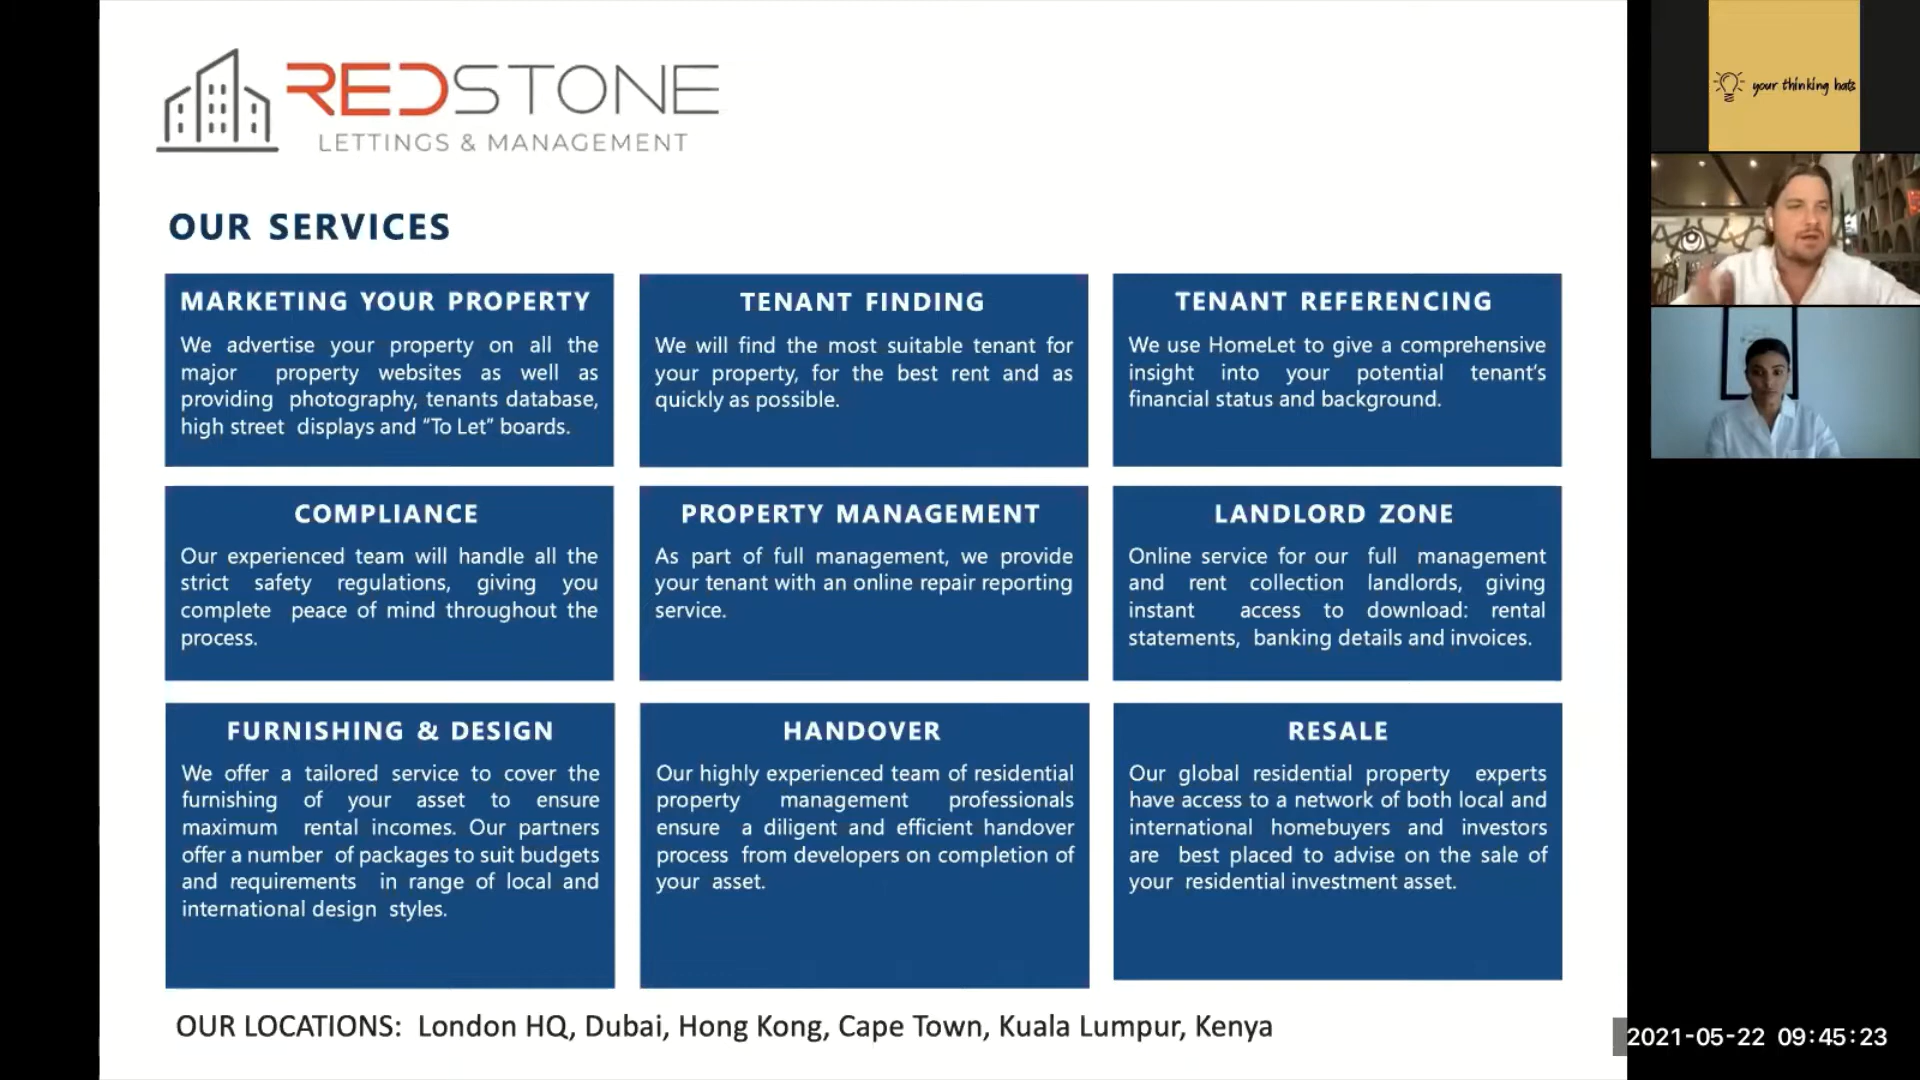 REDSTONE
LETTINGS & MANAGEMENT
your thinking hats
OUR SERVICES
MARKETING YOUR PROPERTY
We advertise your property on all the
major property websites as well as
providing photography, tenants database,
high street displays and “To Let” boards.
TENANT FINDING
We will find the most suitable tenant for
your property, for the best rent and as
quickly as possible.
TENANT REFERENCING
We use HomeLet to give a comprehensive
insight into your potential tenant’s
financial status and background.
COMPLIANCE
Our experienced team will handle all the
strict safety regulations, giving you
complete peace of mind throughout the
process.
PROPERTY MANAGEMENT
As part of full management, we provide
your tenant with an online repair reporting
service.
LANDLORD ZONE
Online service for our full management
and rent collection landlords, giving
instant access to download: rental
statements, banking details and invoices.
FURNISHING & DESIGN
We offer a tailored service to cover the
furnishing of your asset to ensure
maximum rental incomes. Our partners
offer a number of packages to suit budgets
and requirements in range of local and
international design styles.
HANDOVER
Our highly experienced team of residential
property management professionals
ensure a diligent and efficient handover
process from developers on completion of
your asset.
RESALE
Our global residential property experts
have access to a network of both local and
international homebuyers and investors
are best placed to advise on the sale of
your residential investment asset.
OUR LOCATIONS: London HQ, Dubai, Hong Kong, Cape Town, Kuala Lumpur, Kenya
2021-05-22 09:45:23